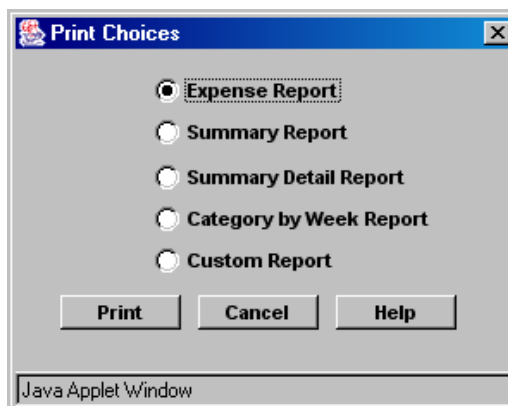 Print Choices
Expense Report
Summary Report
Summary Detail Report
Category by Week Report
Custom Report
Print Cancel Help
Java Applet Window